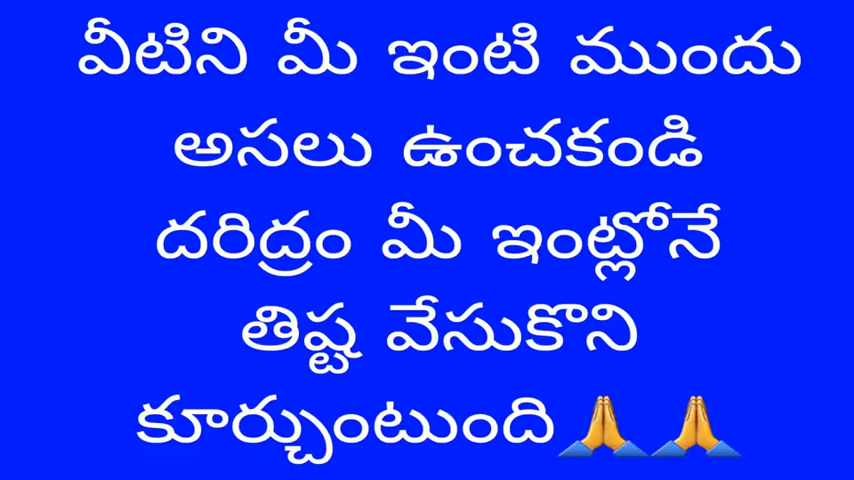 వీటిని మీ ఇంటి ముందు
అసలు ఉంచకండి
దరిద్రం మీ ఇంట్లోనే
తిష్ట వేసుకొని
కూర్చుంటుంది🙏🙏